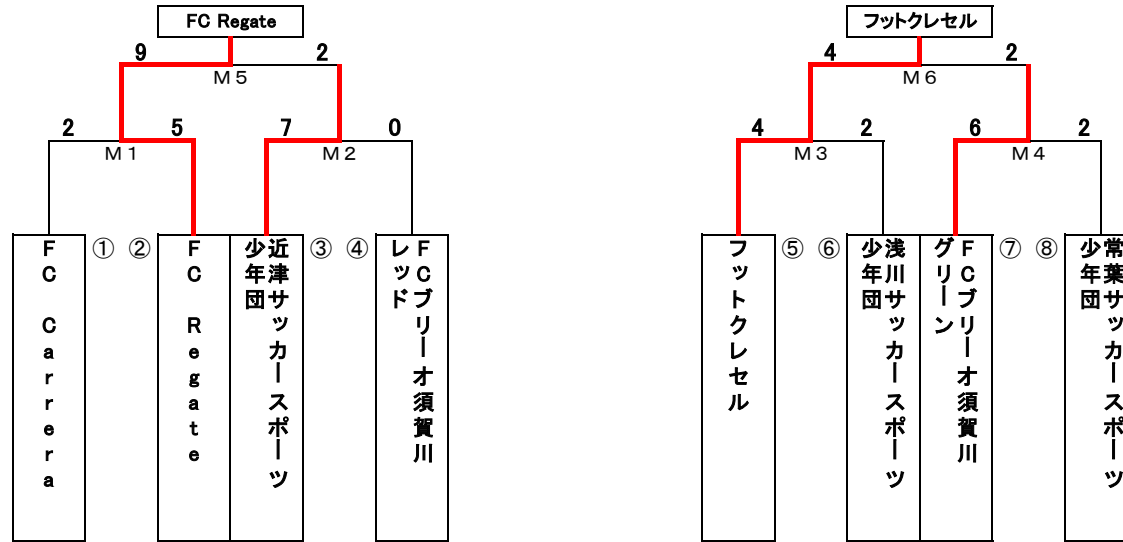 FC Regate
フットクレセル
9 2
4 2
M5
M6
2 5 7 0
4 2 6 2
M1
M2
M3
M4
FC Carrera
①
②
FC Regate
近津サッカースポーツ
少年団
③
④
FCブリーオ須賀川
レッド
フットクレセル
⑤
⑥
浅川サッカースポーツ
少年団
FCブリーオ須賀川
グリーン
⑦
⑧
常葉サッカースポーツ
少年団